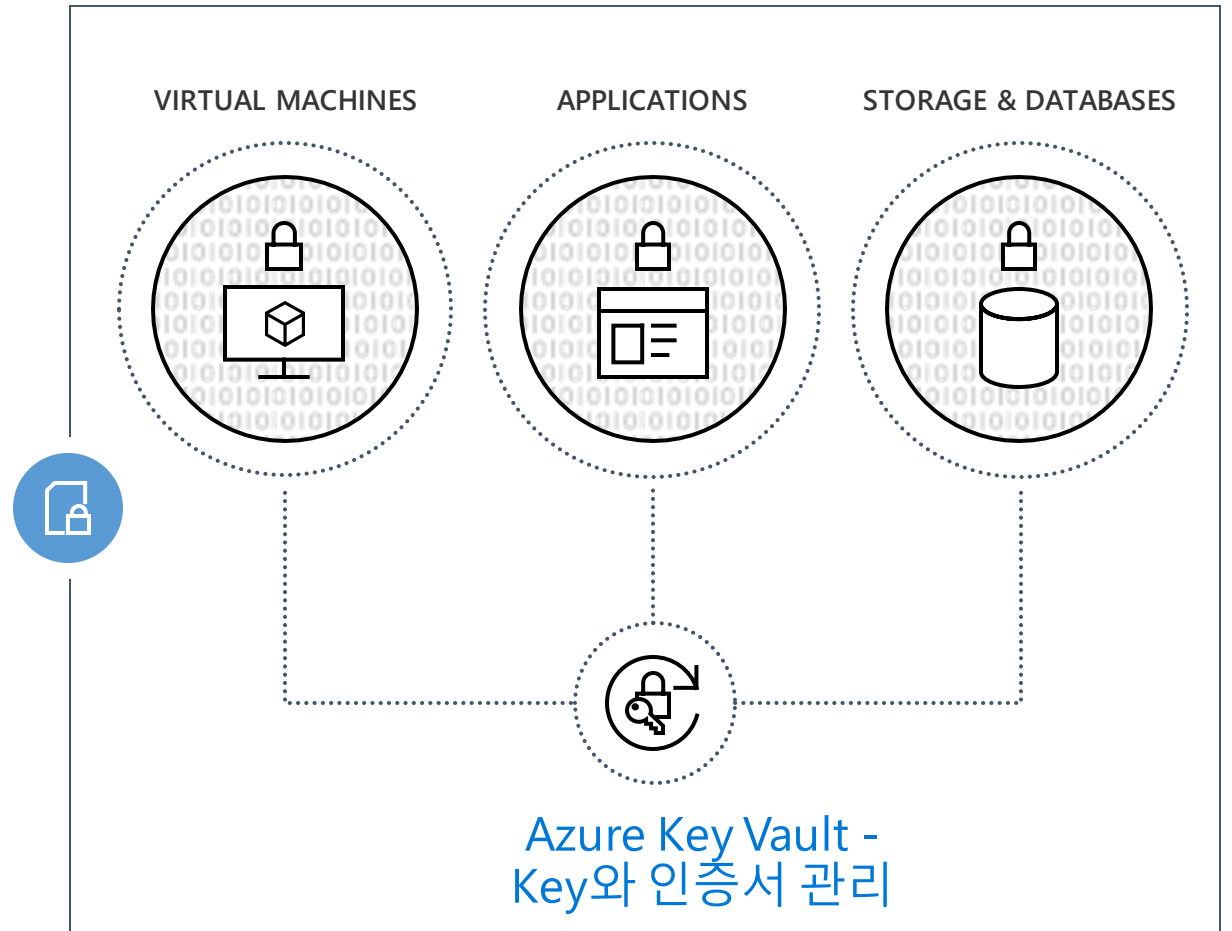 VIRTUAL MACHINES
APPLICATIONS
STORAGE & DATABASES
Azure Key Vault -
Key와 인증서 관리